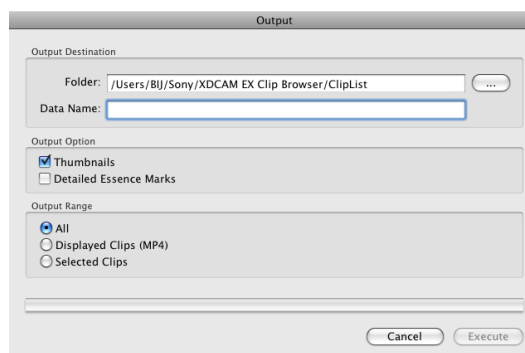 Output
Output Destination
Folder: /Users/BIJ/Sony/XDCAM EX Clip Browser/ClipList ...
Data Name:
Output Option
Thumbnails
Detailed Essence Marks
Output Range
All
Displayed Clips (MP4)
Selected Clips
Cancel Execute